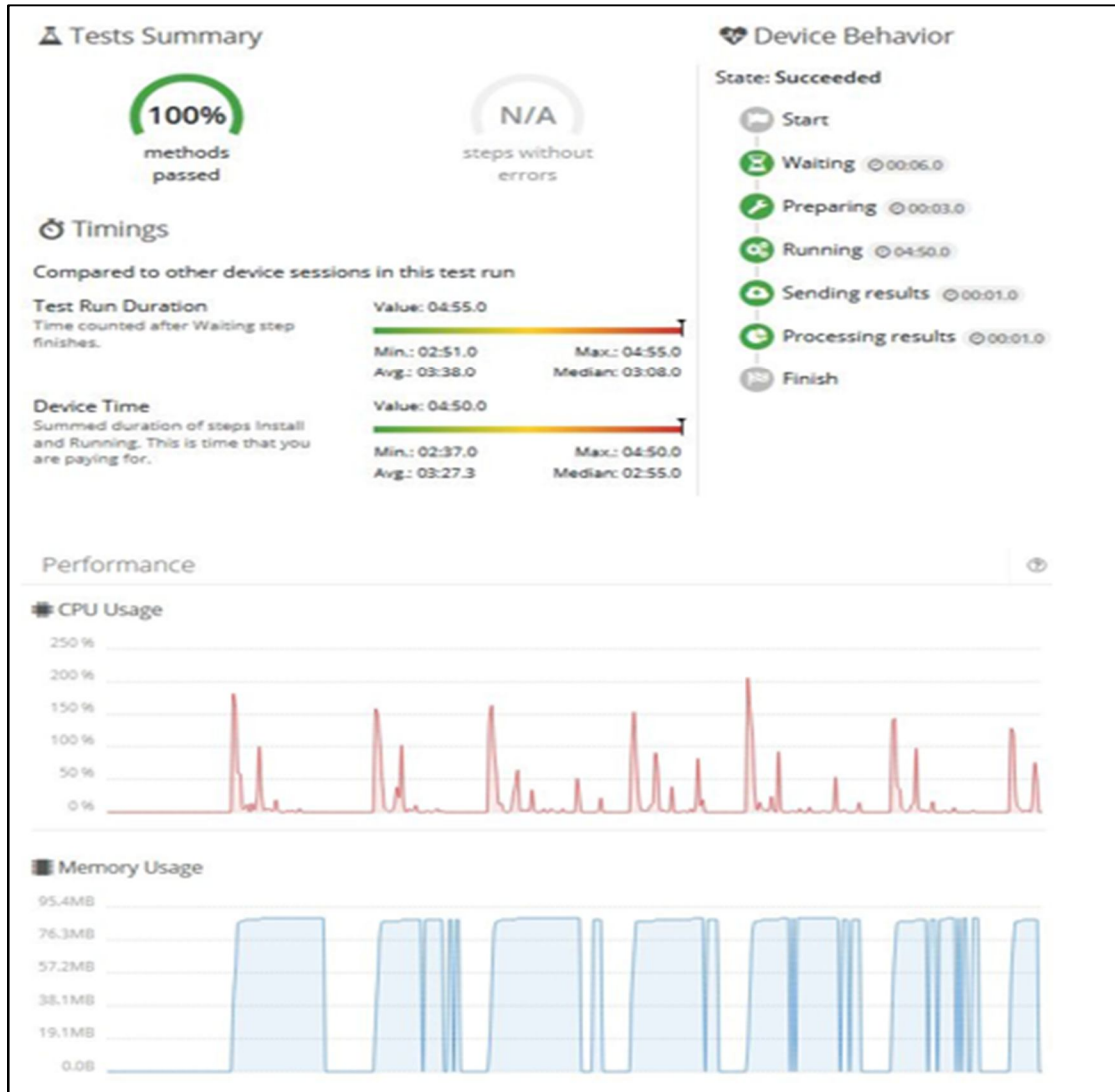 Tests Summary
100%
methods
passed
N/A
steps without
errors
Timings
Compared to other device sessions in this test run
Test Run Duration
Time counted after Waiting step
finishes.
Value: 04:55.0
Min.: 02:51.0 Max.: 04:55.0
Avg.: 03:38.0 Median: 03:08.0
Device Time
Summed duration of steps Install
and Running. This is time that you
are paying for.
Value: 04:50.0
Min.: 02:37.0 Max.: 04:50.0
Avg.: 03:27.3 Median: 02:55.0
Device Behavior
State: Succeeded
Start
Waiting 00:06.0
Preparing 00:03.0
Running 04:50.0
Sending results 00:01.0
Processing results 00:01.0
Finish
Performance
?
CPU Usage
250 %
200 %
150 %
100 %
50 %
0 %
Memory Usage
95.4MB
76.3MB
57.2MB
38.1MB
19.1MB
0.0B